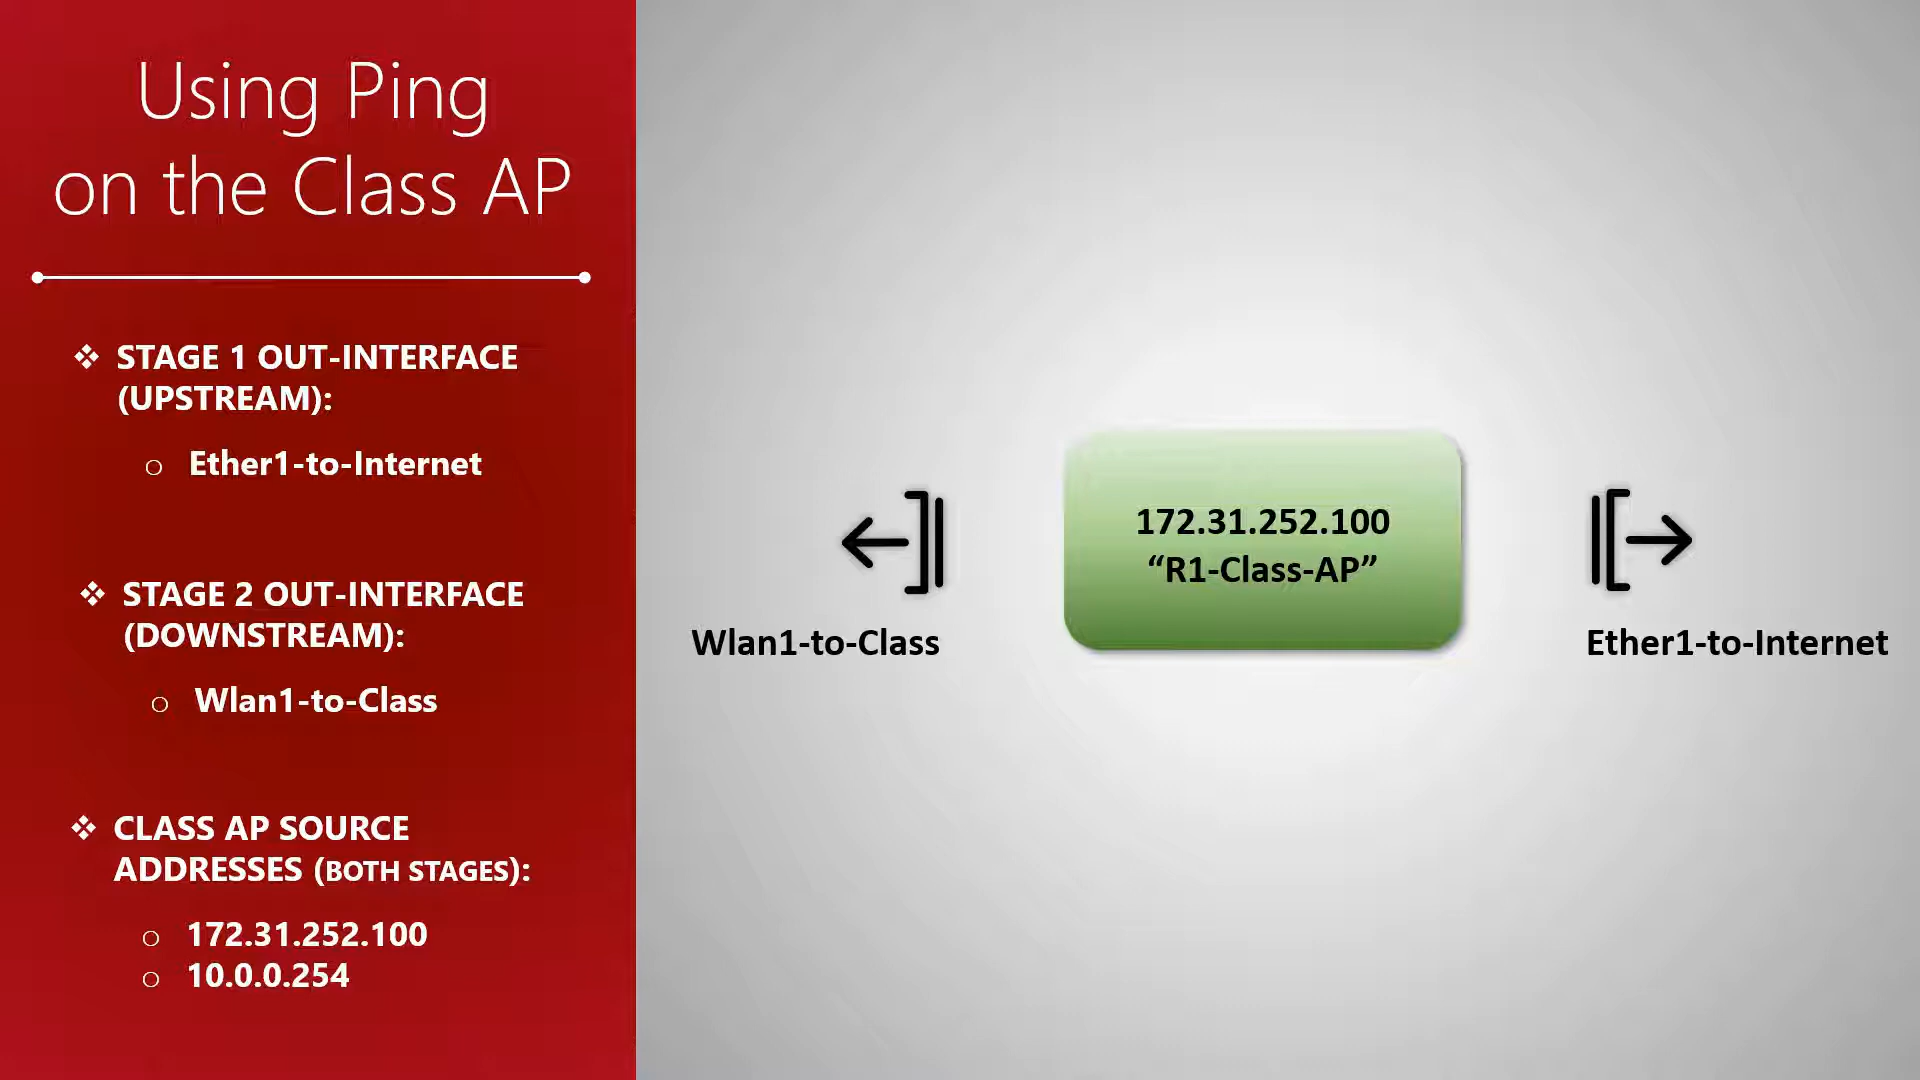 Using Ping
on the Class AP
❖ STAGE 1 OUT-INTERFACE
(UPSTREAM):
o Ether1-to-Internet
❖ STAGE 2 OUT-INTERFACE
(DOWNSTREAM):
o Wlan1-to-Class
❖ CLASS AP SOURCE
ADDRESSES (BOTH STAGES):
o 172.31.252.100
o 10.0.0.254
172.31.252.100
“R1-Class-AP”
Wlan1-to-Class
Ether1-to-Internet